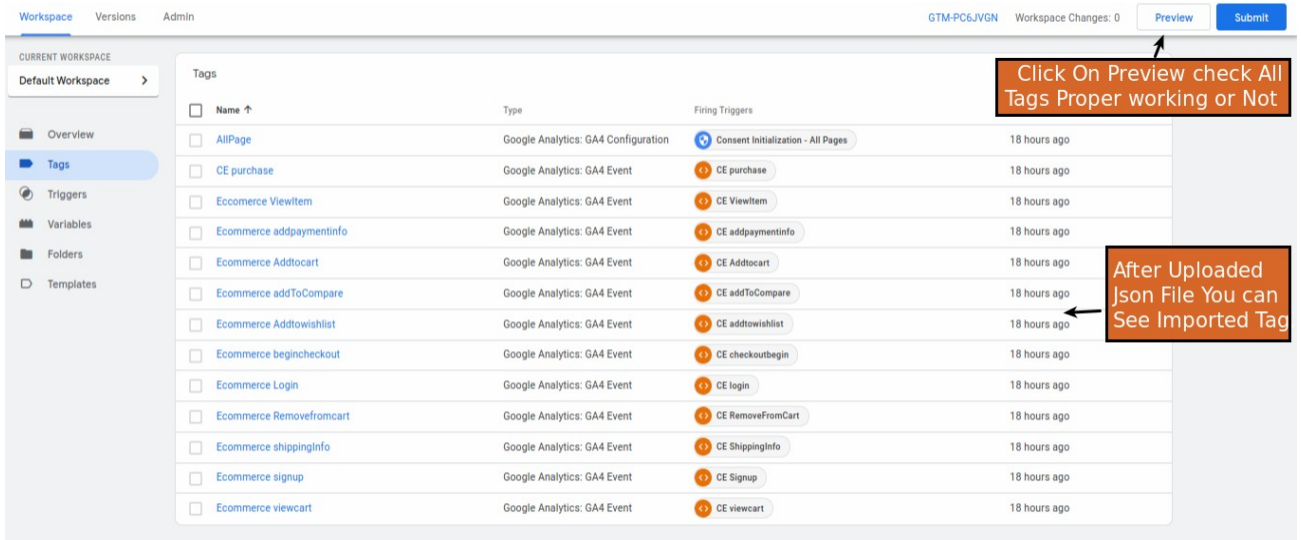 Workspace Versions Admin GTM-PC6JVGN Workspace Changes: 0 Preview Submit
CURRENT WORKSPACE
Default Workspace
Overview
Tags
Triggers
Variables
Folders
Templates
Tags
Click On Preview check All
Tags Proper working or Not
Name Type Firing Triggers
AllPage Google Analytics: GA4 Configuration Consent Initialization - All Pages 18 hours ago
CE purchase Google Analytics: GA4 Event CE purchase 18 hours ago
Eccomerce ViewItem Google Analytics: GA4 Event CE ViewItem 18 hours ago
Ecommerce addpaymentinfo Google Analytics: GA4 Event CE addpaymentinfo 18 hours ago
Ecommerce Addtocart Google Analytics: GA4 Event CE Addtocart 18 hours ago
Ecommerce addToCompare Google Analytics: GA4 Event CE addToCompare 18 hours ago
Ecommerce Addtowishlist Google Analytics: GA4 Event CE addtowishlist 18 hours ago
Ecommerce begincheckout Google Analytics: GA4 Event CE checkoutbegin 18 hours ago
Ecommerce Login Google Analytics: GA4 Event CE login 18 hours ago
Ecommerce Removefromcart Google Analytics: GA4 Event CE RemoveFromCart 18 hours ago
Ecommerce shippingInfo Google Analytics: GA4 Event CE ShippingInfo 18 hours ago
Ecommerce signup Google Analytics: GA4 Event CE Signup 18 hours ago
Ecommerce viewcart Google Analytics: GA4 Event CE viewcart 18 hours ago
After Uploaded
Json File You can
See Imported Tag